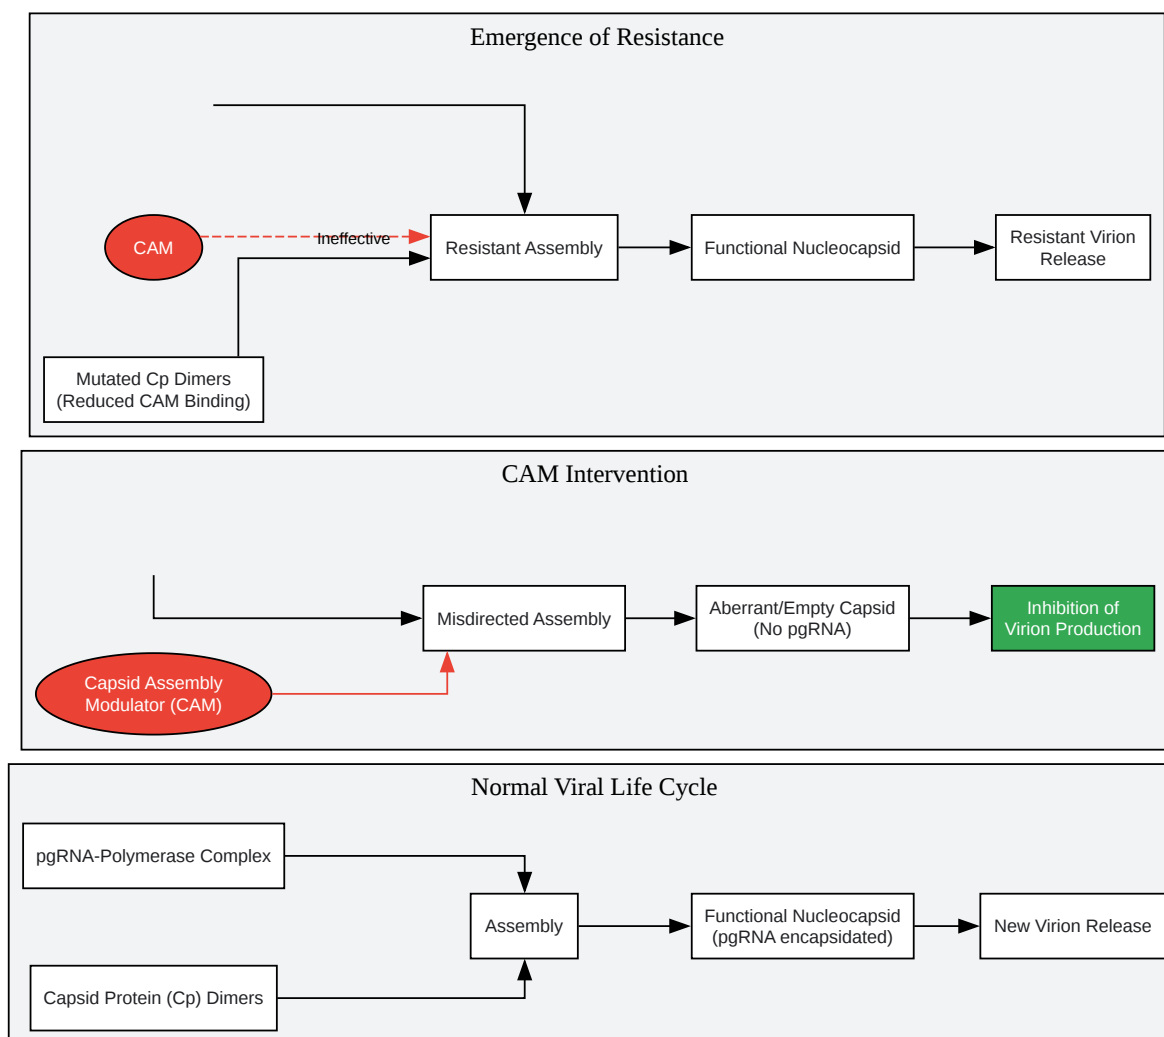 Emergence of Resistance
CAM
Ineffective
Resistant Assembly
Functional Nucleocapsid
Resistant Virion
Release
Mutated Cp Dimers
(Reduced CAM Binding)
CAM Intervention
Misdirected Assembly
Aberrant/Empty Capsid
(No pgRNA)
Inhibition of
Virion Production
Capsid Assembly
Modulator (CAM)
Normal Viral Life Cycle
pgRNA-Polymerase Complex
Assembly
Functional Nucleocapsid
(pgRNA encapsidated)
New Virion Release
Capsid Protein (Cp) Dimers